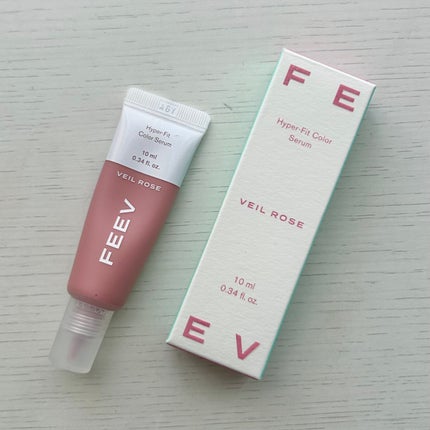 Hyper-Fit
Color Serum
10 ml
0.34 fl. oz.
VEIL ROSE
FEEV
F E
Hyper-Fit Color
Serum
VEIL ROSE
10 ml
0.34 fl. oz.
E V